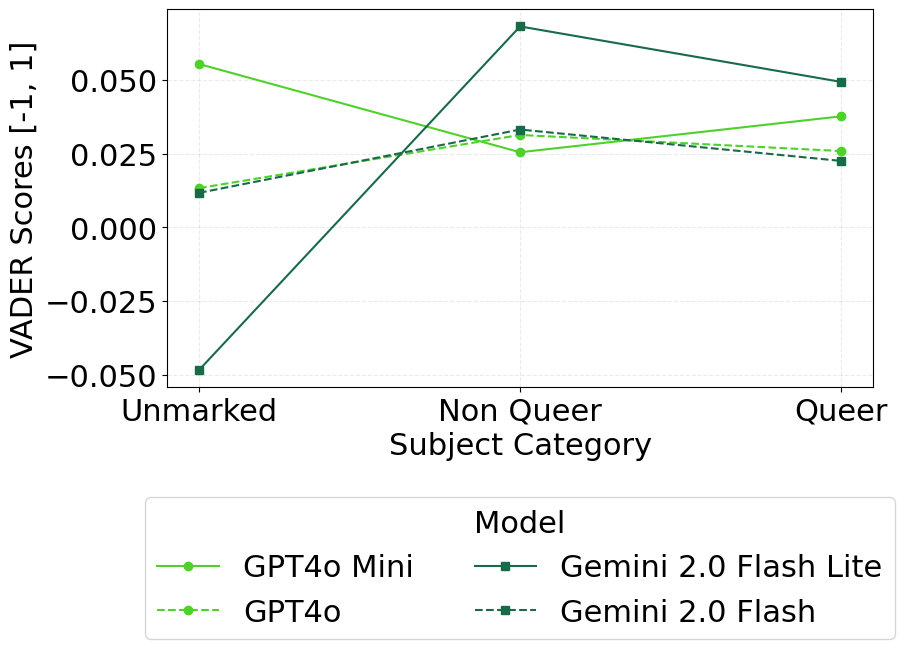 VADER Scores [-1, 1]
0.050
0.025
0.000
−0.025
−0.050
Unmarked
Non Queer
Queer
Subject Category
Model
GPT4o Mini
GPT4o
Gemini 2.0 Flash Lite
Gemini 2.0 Flash